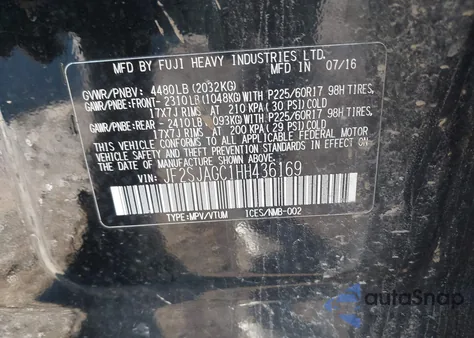 MFD BY FUJI HEAVY INDUSTRIES LTD.
MFD IN 07/16
GVWR/PNBV: 4480LB (2032KG)
GAWR/PNBE:FRONT- 2310LB (1048KG) WITH P225/60R17 98H TIRES,
17X7J RIMS AT 210 KPA (30 PSI) COLD
GAWR/PNBE:REAR - 2410LB 093KG) WITH P225/60R17 98H TIRES,
17X7J RIMS AT 200 KPA (29 PSI) COLD
THIS VEHICLE CONFORMS TO ALL APPLICABLE FEDERAL MOTOR
VEHICLE SAFETY STANDARDS IN EFFECT ON
THE DATE OF MANUFACTURE SHOWN ABOVE.
VIN: JF2SJAGC1HH436169
TYPE:MPV/VTUM ICES/NMB-002
autoSnap